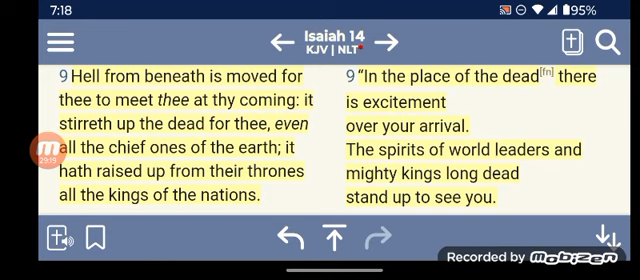 7:18
95%
Isaiah 14
KJV | NLT
9 Hell from beneath is moved for
thee to meet thee at thy coming: it
stirreth up the dead for thee, even
all the chief ones of the earth; it
hath raised up from their thrones
all the kings of the nations.
9 “In the place of the dead[fn] there
is excitement
over your arrival.
The spirits of world leaders and
mighty kings long dead
stand up to see you.
29:19
Recorded by Mobizen